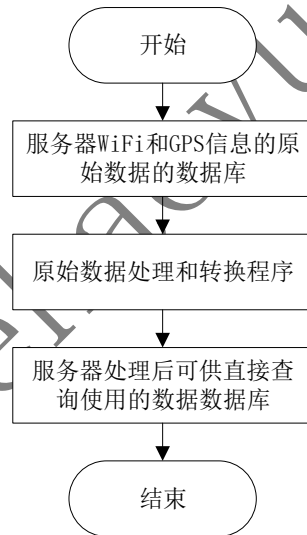 开始
服务器WiFi和GPS信息的原
始数据的数据库
原始数据处理和转换程序
服务器处理后可供直接查
询使用的数据数据库
结束